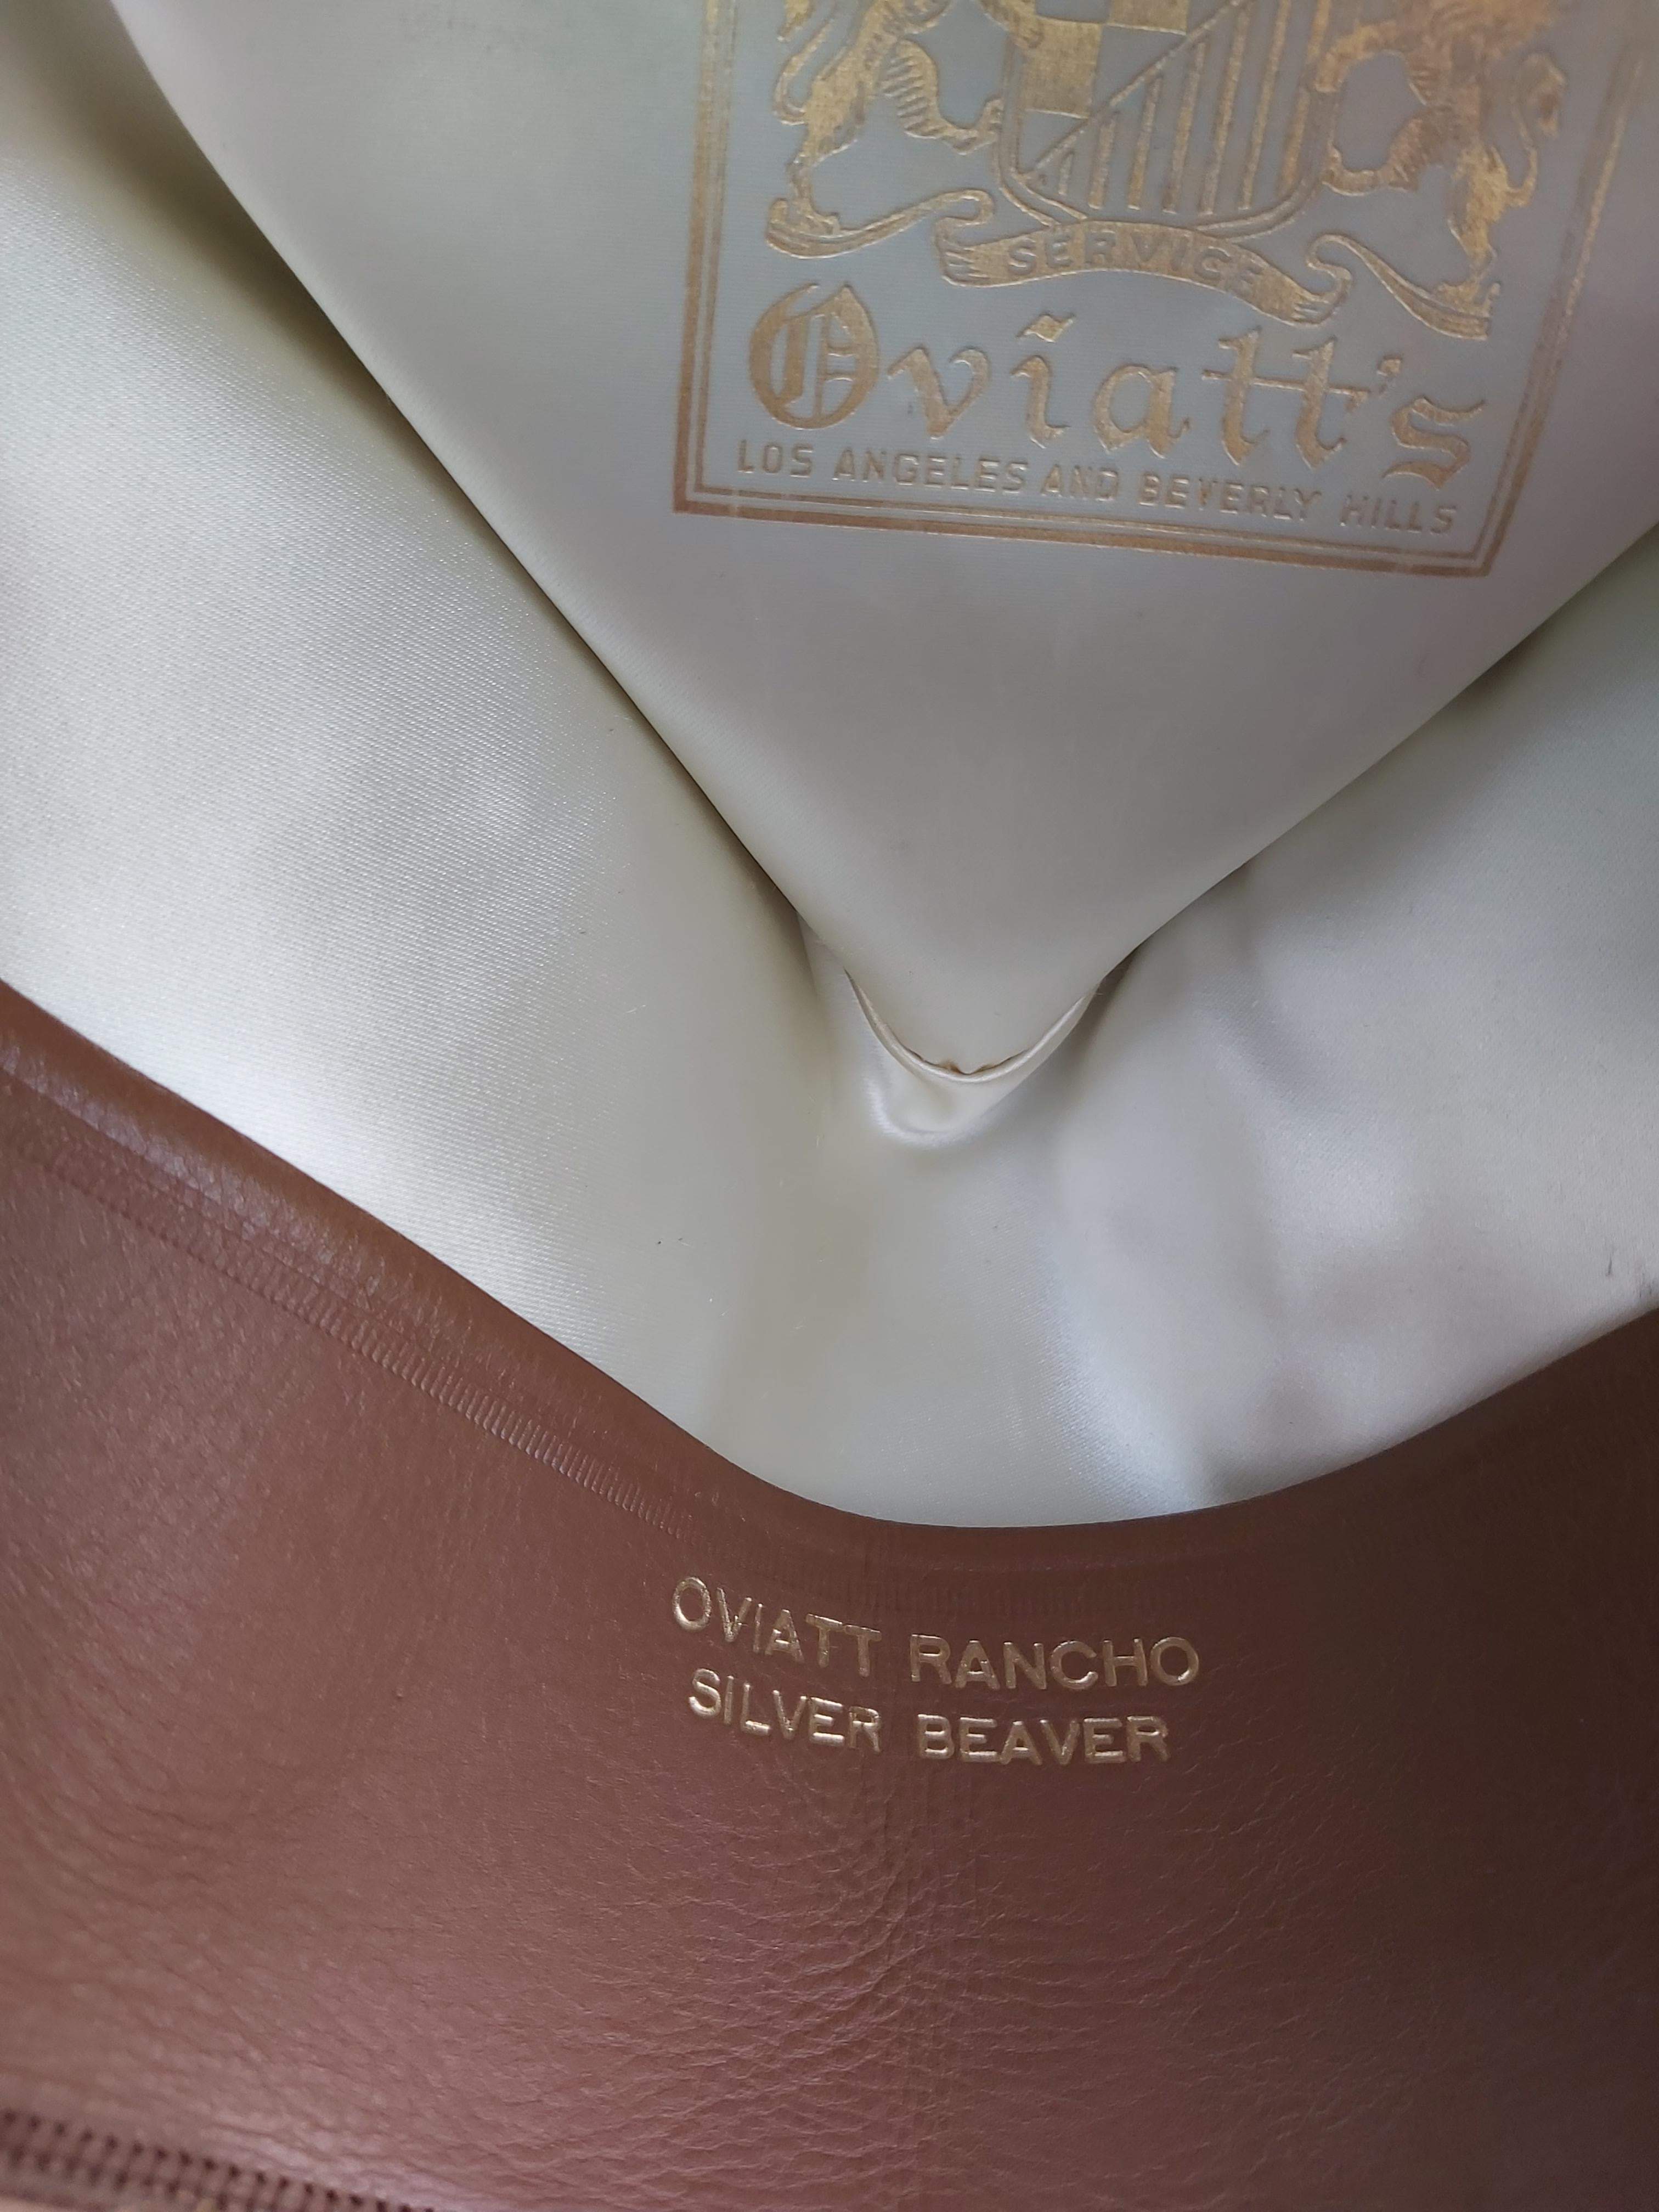 SERVICE
Oviatt's
LOS ANGELES AND BEVERLY HILLS
OVIATT RANCHO
SILVER BEAVER